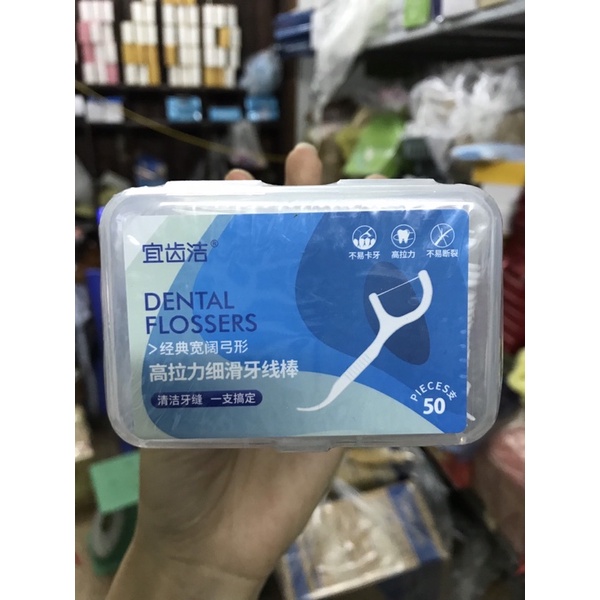 宜齿洁®
不易卡牙 高拉力 不易断裂
DENTAL
FLOSSERS
>经典宽阔弓形
高拉力细滑牙线棒
清洁牙缝 一支搞定
PIECES支
50